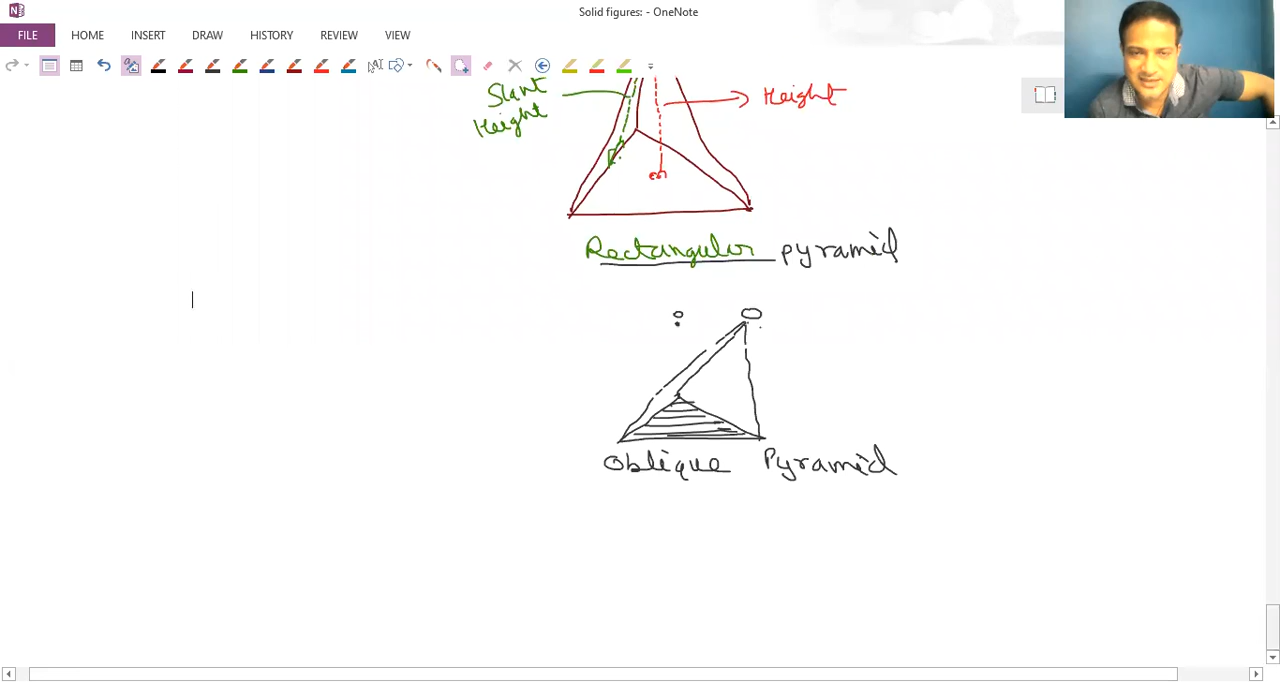 Solid figures: - OneNote
FILE HOME INSERT DRAW HISTORY REVIEW VIEW
Slant
Height
Height
Rectangular pyramid
Oblique Pyramid